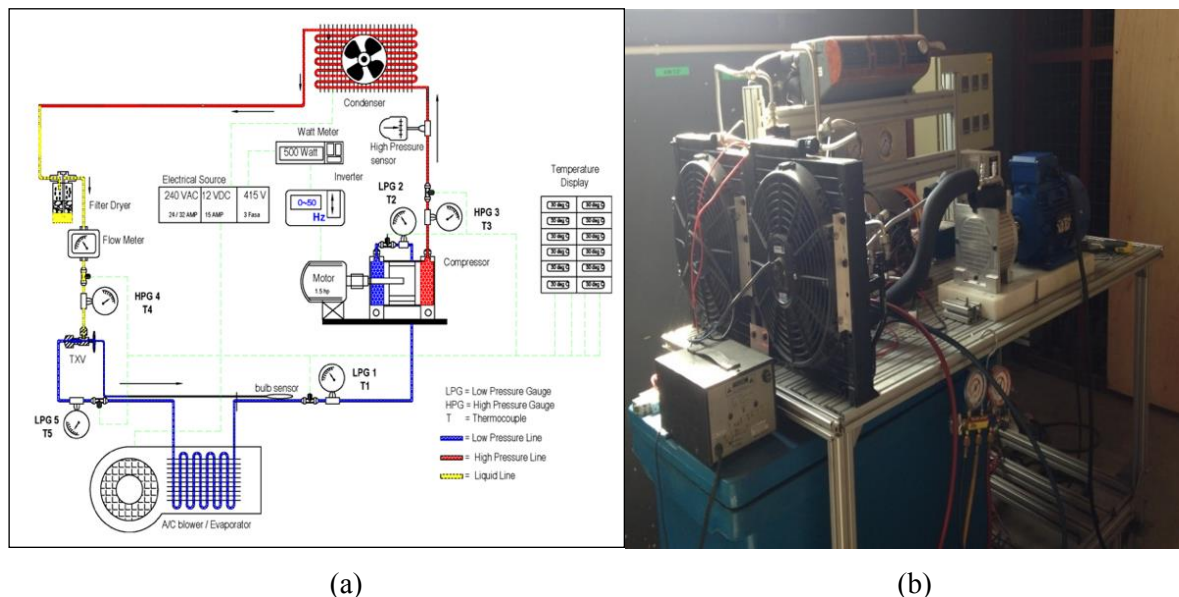 Condenser
Watt Meter
500 Watt
High Pressure
sensor
Electrical Source
240 VAC
12 VDC
415 V
24 / 32 AMP
15 AMP
3 Fasa
Inverter
0~50
Hz
LPG 2
T2
HPG 3
T3
Temperature
Display
Filter Dryer
Flow Meter
Compressor
Motor
1.5 hp
HPG 4
T4
TXV
bulb sensor
LPG 1
T1
LPG 5
T5
LPG = Low Pressure Gauge
HPG = High Pressure Gauge
T = Thermocouple
= Low Pressure Line
= High Pressure Line
= Liquid Line
A/C blower / Evaporator
(a)
(b)